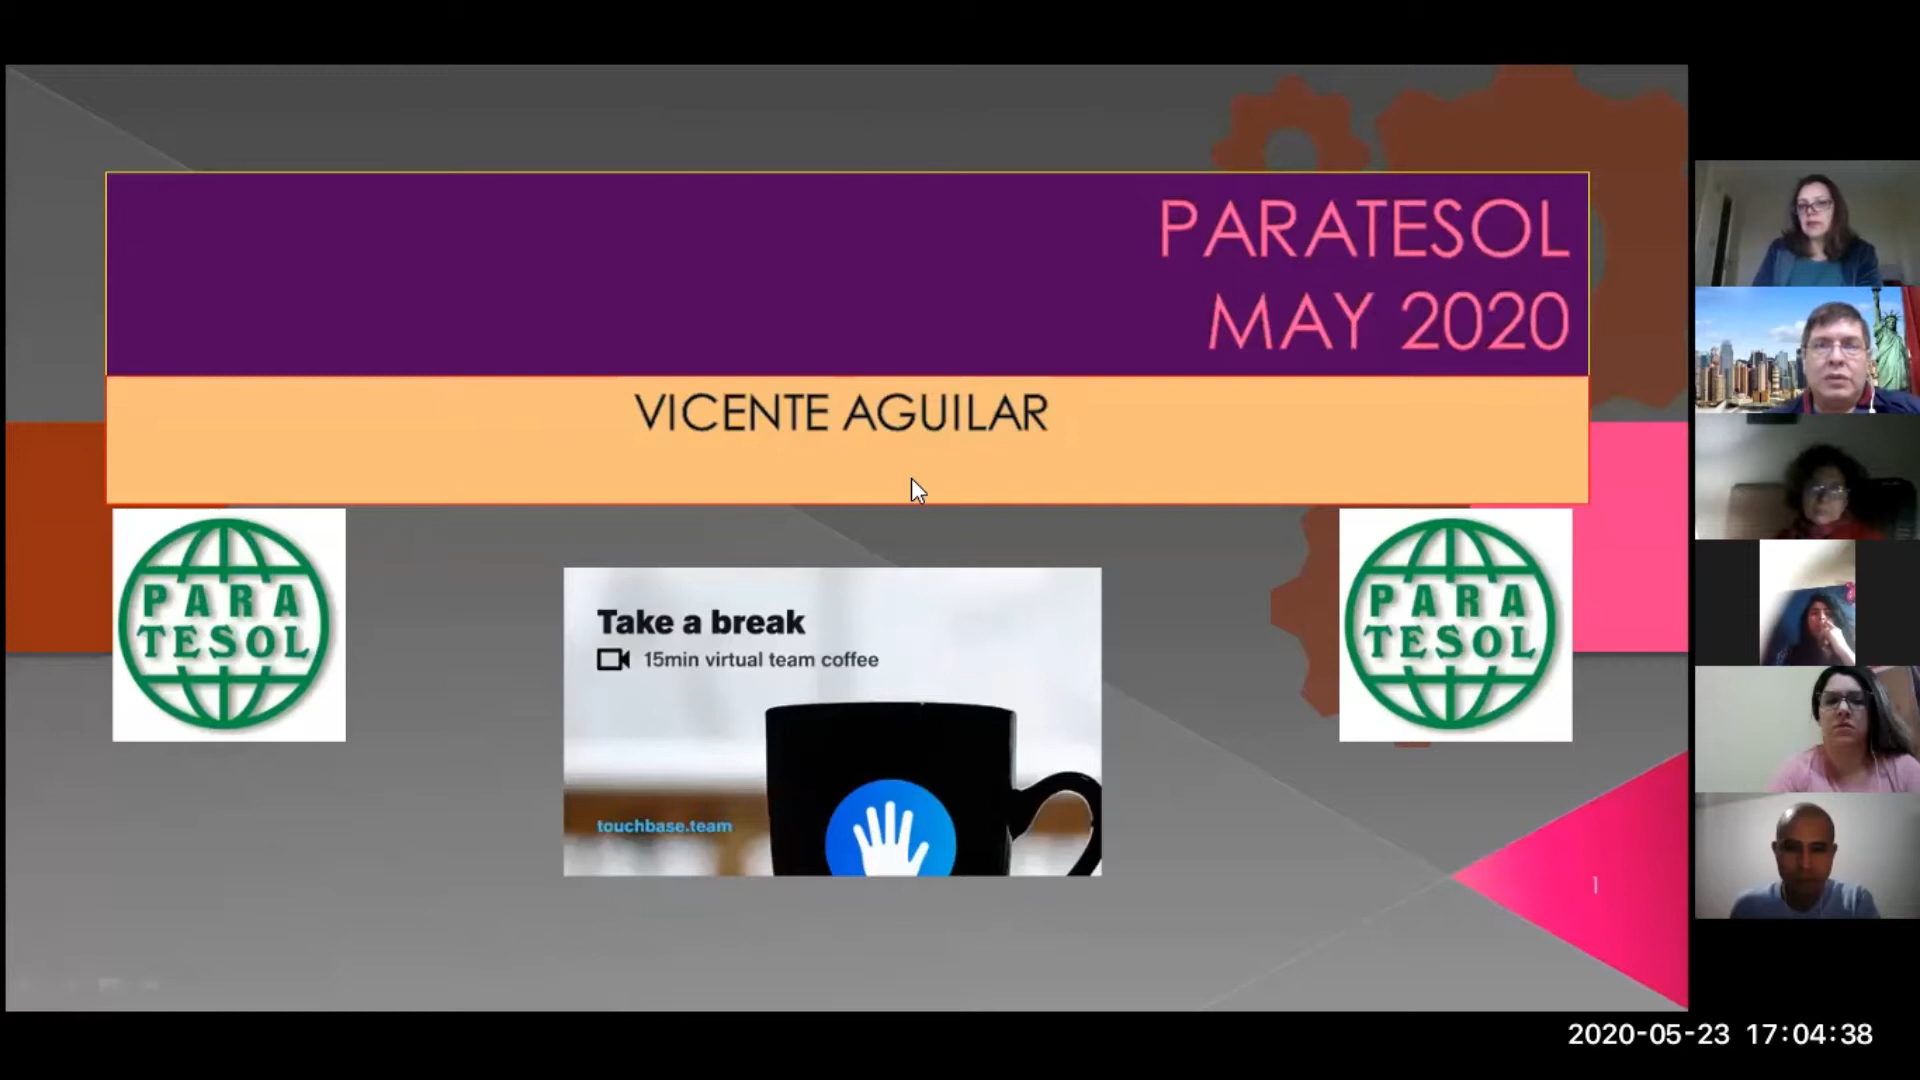 PARATESOL
MAY 2020
VICENTE AGUILAR
PARA
TESOL
Take a break
15min virtual team coffee
touchbase.team
PARA
TESOL
1
2020-05-23 17:04:38